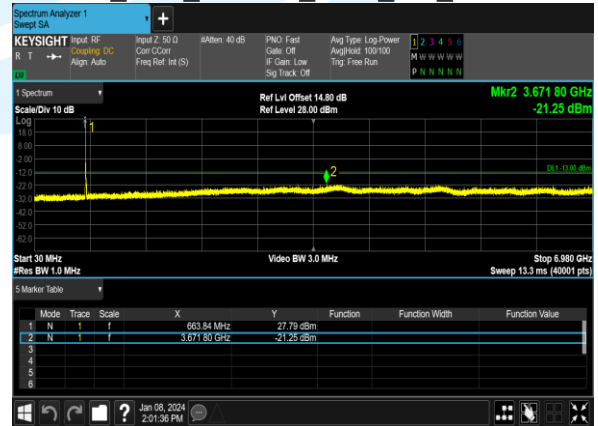 Spectrum Analyzer 1
Swept SA
+
KEYSIGHT Input: RF Input Z: 50 Ω #Atten: 40 dB PNO: Fast Avg Type: Log-Power 1 2 3 4 5 6
R T Coupling: DC Corr CCorr Gate: Off Avg|Hold: 100/100 M W W W W W
Align: Auto Freq Ref: Int (S) IF Gain: Low Trig: Free Run
Sig Track: Off P N N N N N
1 Spectrum Ref Lvl Offset 14.80 dB Mkr2 3.671 80 GHz
Scale/Div 10 dB Ref Level 28.00 dBm -21.25 dBm
Log
1
18.0
8.00
-2.00
-12.0 2 DL1 -13.00 dBm
-22.0
-32.0
-42.0
-52.0
-62.0
Start 30 MHz Video BW 3.0 MHz Stop 6.980 GHz
#Res BW 1.0 MHz Sweep 13.3 ms (40001 pts)
5 Marker Table
Mode Trace Scale X Y Function Function Width Function Value
1 N 1 f 663.84 MHz 27.79 dBm
2 N 1 f 3.671 80 GHz -21.25 dBm
3
4
5
6
? Jan 08, 2024
2:01:36 PM